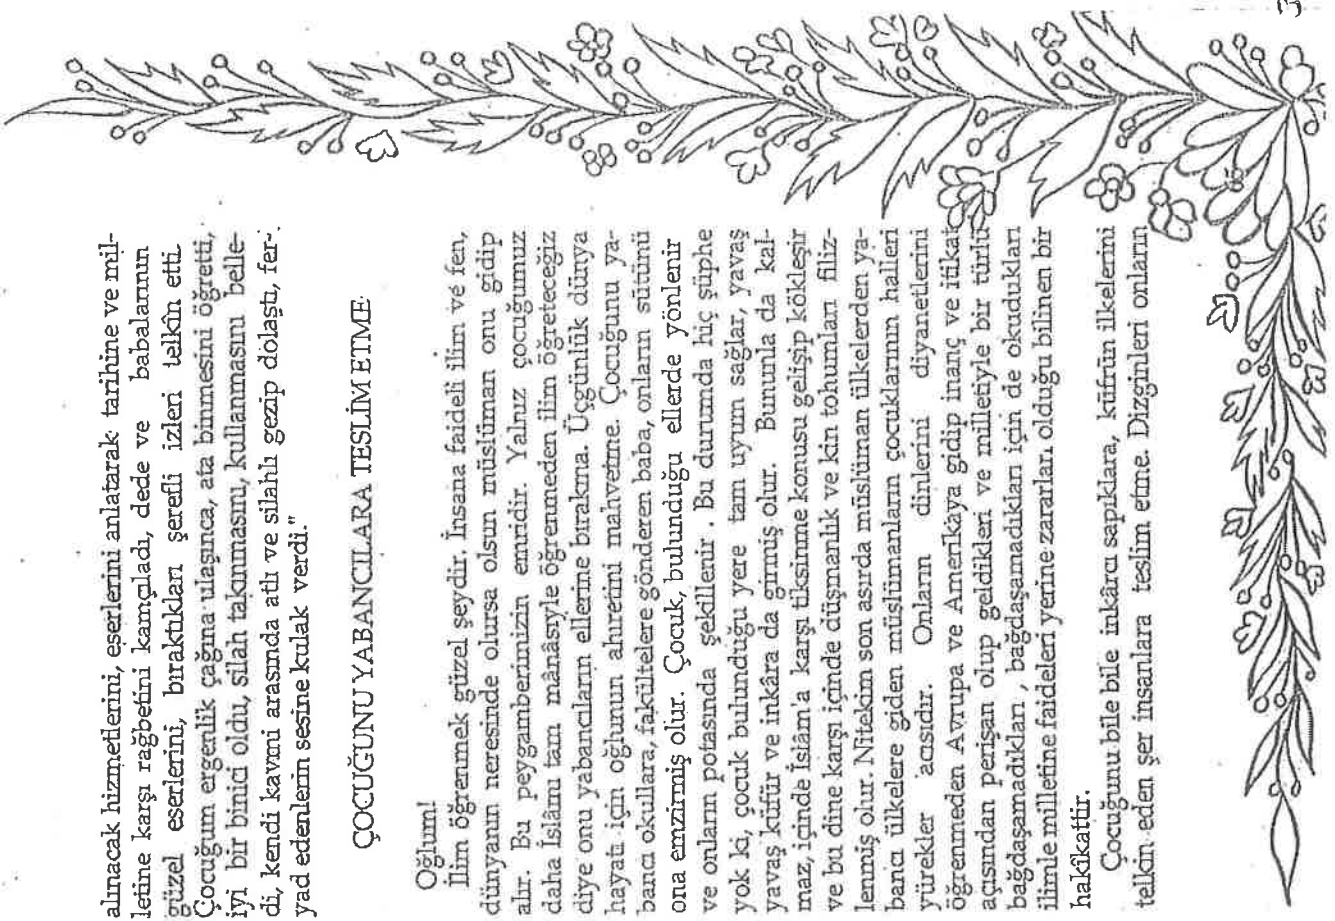 alınacak hizmetlerini, eserlerini anlatarak tarihine ve mil-
letine karşı rağbetini kamçıladı, dede ve babalarının
güzel eserlerini, bıraktıkları şerefli izleri telkîn etti.
Çocuğum ergenlik çağına ulaşınca, ata binmesini öğretti,
iyi bir binici oldu, silah takınmasını, kullanmasını belle-
di, kendi kavmi arasında atlı ve silahlı gezip dolaştı, fer-
yad edenlerin sesine kulak verdi."
ÇOCUĞUNU YABANCILARA TESLİM ETME
Oğlum!
İlim öğrenmek güzel şeydir. İnsana faideli ilim ve fen,
dünyanın neresinde olursa olsun müslüman onu gidip
alır. Bu peygamberinizin emridir. Yalnız çocuğumuz
daha İslâmı tam mânâsıyle öğrenmeden ilim öğreteceğiz
diye onu yabancıların ellerine bırakma. Üçgünlük dünya
hayatı için oğlunun ahiretini mahvetme. Çocuğunu ya-
bancı okullara, fakültelere gönderen baba, onların sütünü
ona emzirmiş olur. Çocuk, bulunduğu ellerde yönlenir
ve onların potasında şekillenir . Bu durumda hiç şüphe
yok ki, çocuk bulunduğu yere tam uyum sağlar, yavaş
yavaş küfür ve inkâra da girmiş olur. Bununla da kal-
maz, içinde İslâm'a karşı tiksinme konusu gelişip kökleşir
ve bu dine karşı içinde düşmanlık ve kin tohumları filiz-
lenmiş olur. Nitekim son asırda müslüman ülkelerden ya-
bancı ülkelere giden müslümanların çocuklarının halleri
yürekler acısıdır. Onların dinlerini diyanetlerini
öğrenmeden Avrupa ve Amerikaya gidip inanç ve itikat
açısından perişan olup geldikleri ve milletiyle bir türlü
bağdaşamadıkları , bağdaşamadıkları için de okudukları
ilimle milletine faideleri yerine zararları olduğu bilinen bir
hakîkattir.
Çocuğunu bile bile inkârcı sapıklara, küfrün ilkelerini
telkin eden şer insanlara teslim etme. Dizginleri onların